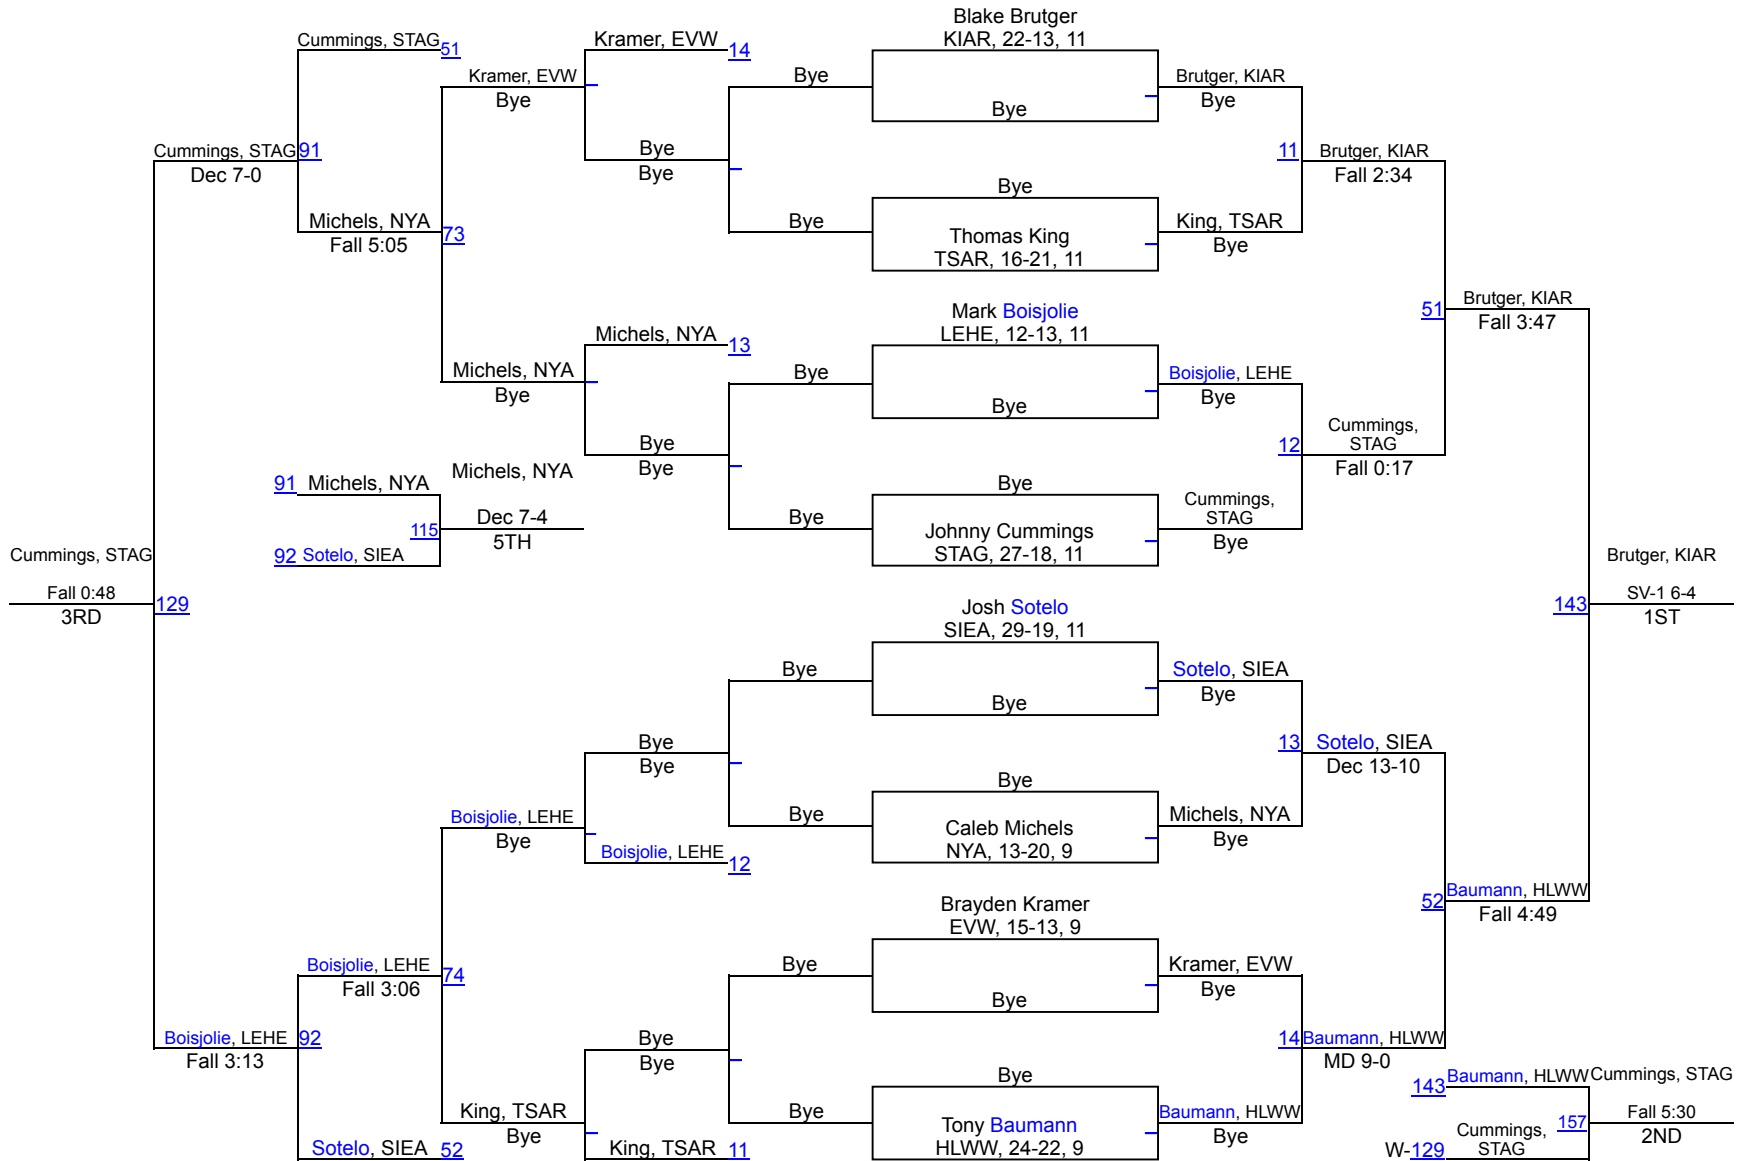 Blake Brutger
Cummings, STAG 51
Kramer, EVW 14
KIAR, 22-13, 11
Kramer, EVW
Bye
Bye
Brutger, KIAR
Bye
Bye
Cummings, STAG 91
Dec 7-0
Bye
Bye
11
Brutger, KIAR
Fall 2:34
Bye
Michels, NYA 73
Fall 5:05
Bye
Thomas King
TSAR, 16-21, 11
King, TSAR
Bye
Mark Boisjolie
LEHE, 12-13, 11
51
Brutger, KIAR
Fall 3:47
Michels, NYA 13
Michels, NYA
Bye
Bye
Bye
Boisjolie, LEHE
Bye
Bye
Bye
12
Cummings,
STAG
Fall 0:17
91 Michels, NYA
Michels, NYA
115
Dec 7-4
5TH
92 Sotelo, SIEA
Bye
Bye
Johnny Cummings
STAG, 27-18, 11
Cummings,
STAG
Bye
Cummings, STAG
Fall 0:48
3RD
129
Brutger, KIAR
143
SV-1 6-4
1ST
Josh Sotelo
SIEA, 29-19, 11
Bye
Bye
Sotelo, SIEA
Bye
Bye
Bye
13
Sotelo, SIEA
Dec 13-10
Bye
Boisjolie, LEHE
Bye
Boisjolie, LEHE 12
Bye
Caleb Michels
NYA, 13-20, 9
Michels, NYA
Bye
Brayden Kramer
EVW, 15-13, 9
52
Baumann, HLWW
Fall 4:49
Boisjolie, LEHE 74
Fall 3:06
Bye
Bye
Kramer, EVW
Bye
Boisjolie, LEHE 92
Fall 3:13
Bye
Bye
14
Baumann, HLWW
MD 9-0
Bye
143
Baumann, HLWW
Cummings, STAG
King, TSAR
Bye
Bye
Tony Baumann
HLWW, 24-22, 9
Baumann, HLWW
Bye
157
Fall 5:30
2ND
Sotelo, SIEA 52
King, TSAR 11
W-129
Cummings,
STAG